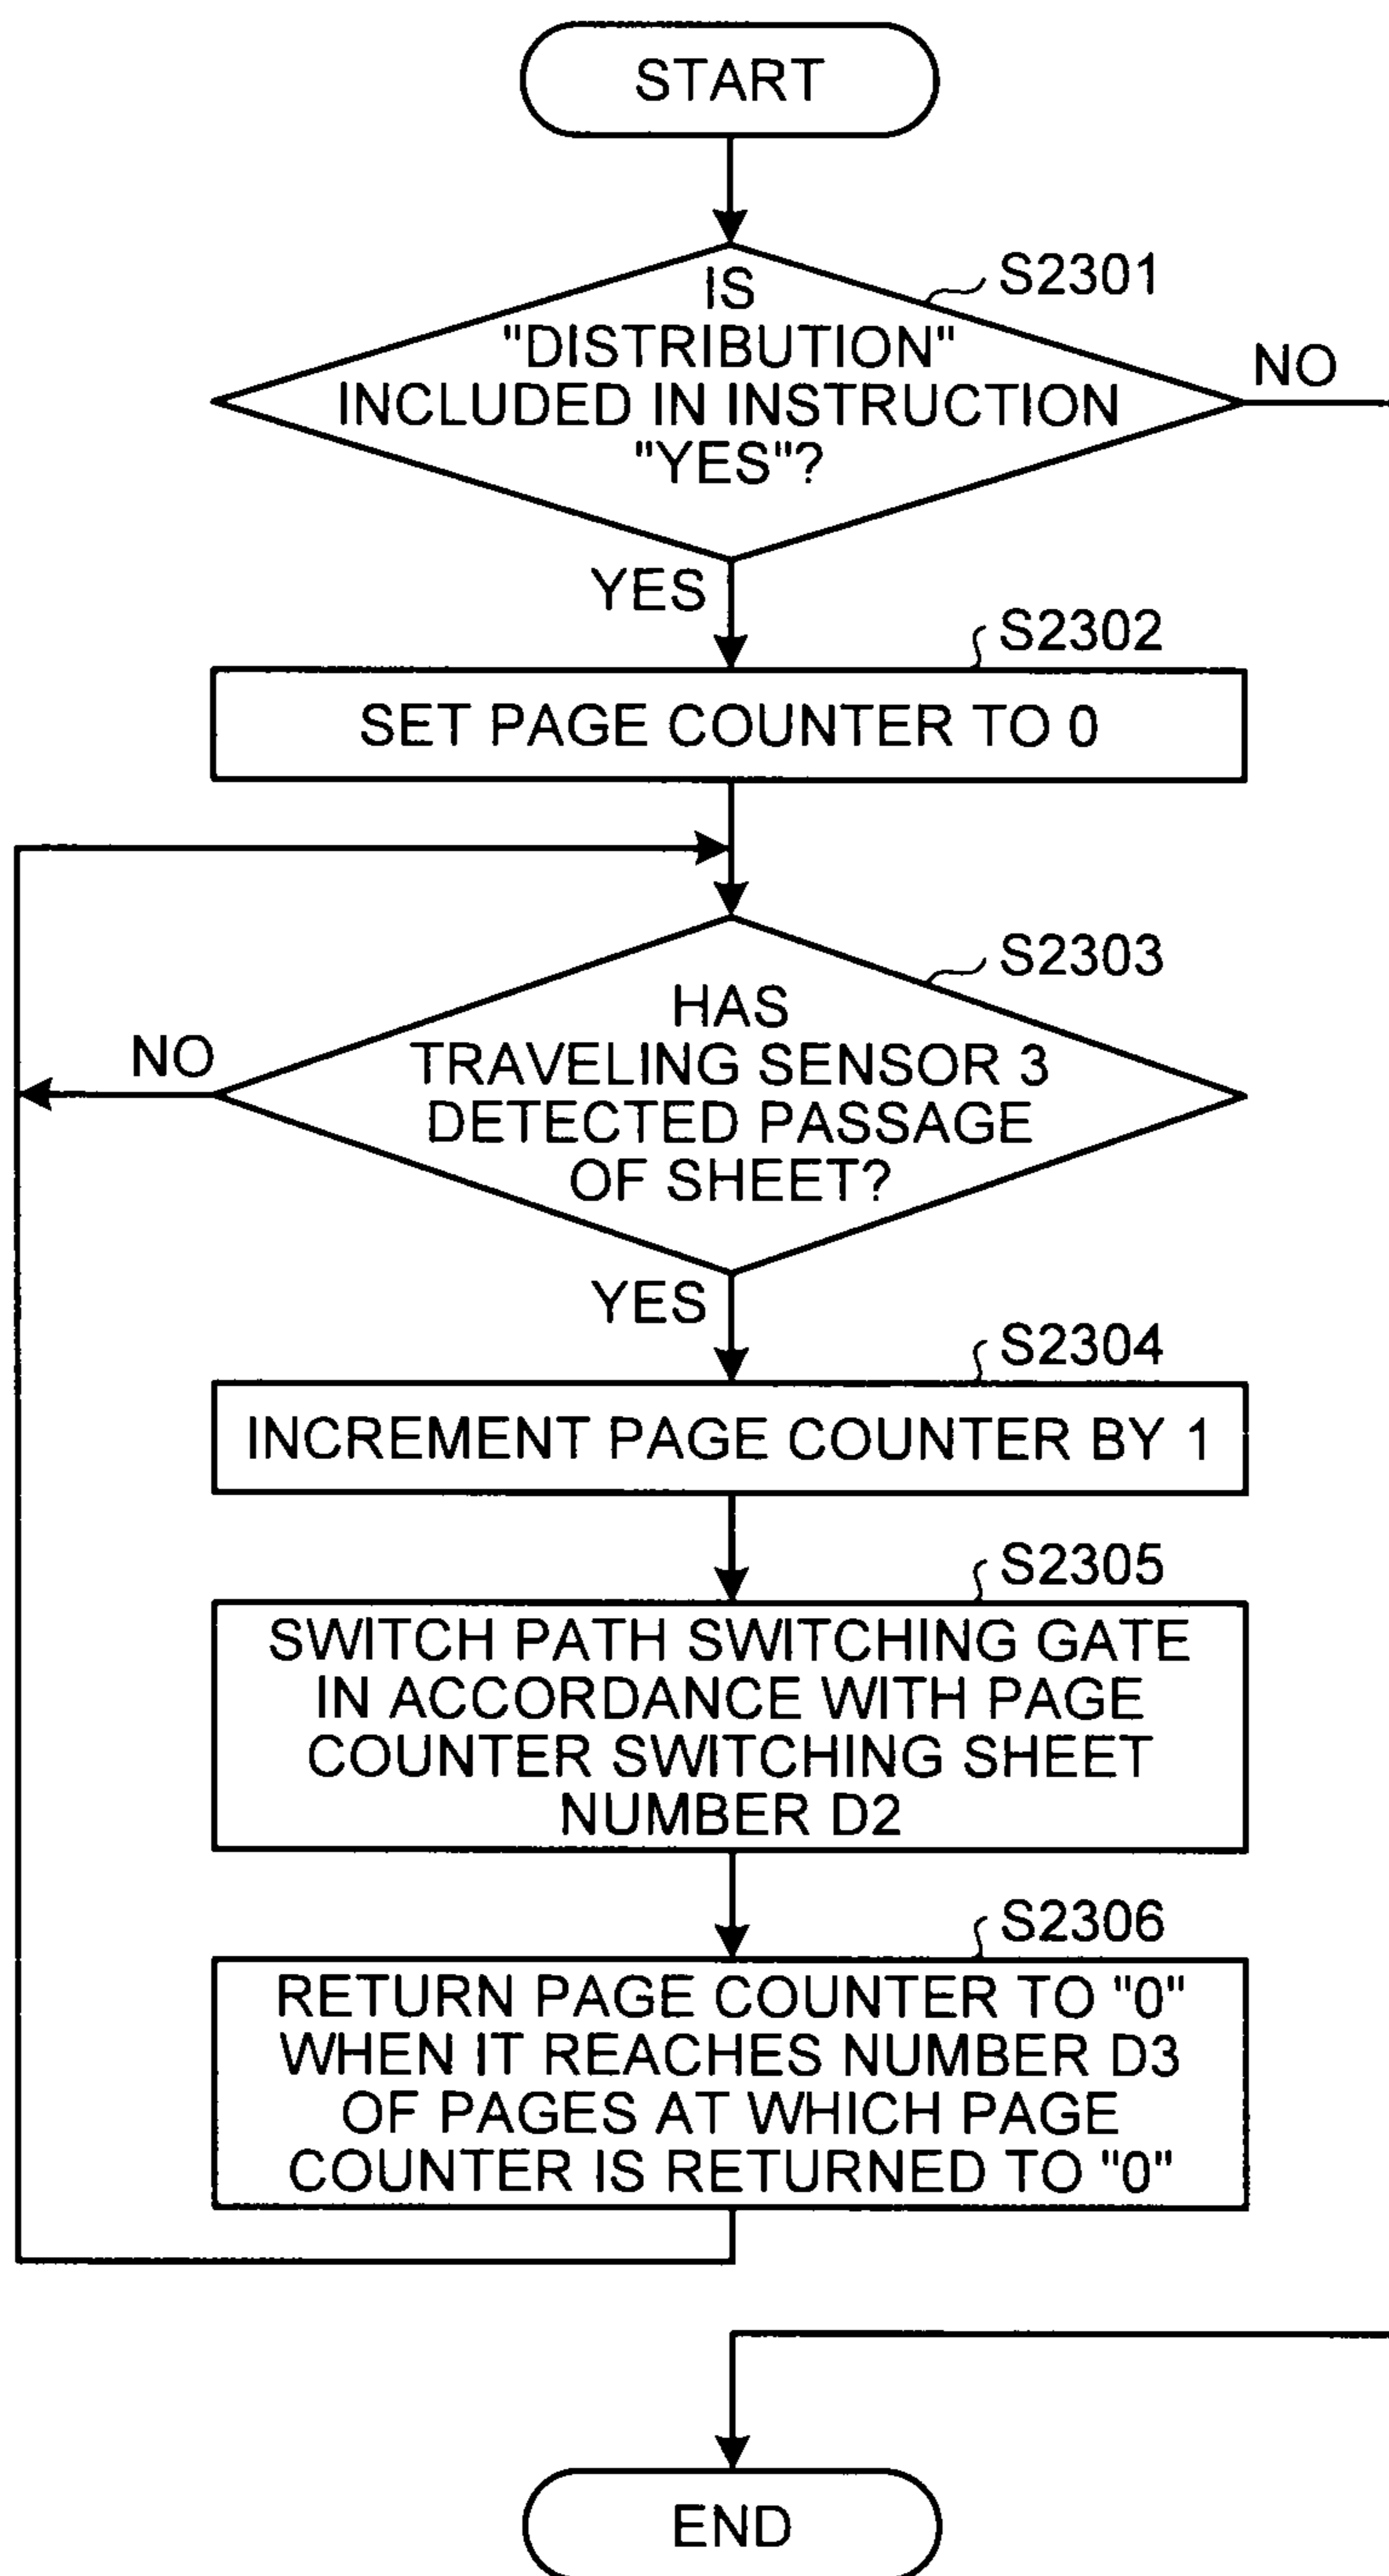 START
S2301
IS
"DISTRIBUTION"
INCLUDED IN INSTRUCTION
"YES"?
NO
YES
S2302
SET PAGE COUNTER TO 0
S2303
HAS
TRAVELING SENSOR 3
DETECTED PASSAGE
OF SHEET?
NO
YES
S2304
INCREMENT PAGE COUNTER BY 1
S2305
SWITCH PATH SWITCHING GATE
IN ACCORDANCE WITH PAGE
COUNTER SWITCHING SHEET
NUMBER D2
S2306
RETURN PAGE COUNTER TO "0"
WHEN IT REACHES NUMBER D3
OF PAGES AT WHICH PAGE
COUNTER IS RETURNED TO "0"
END